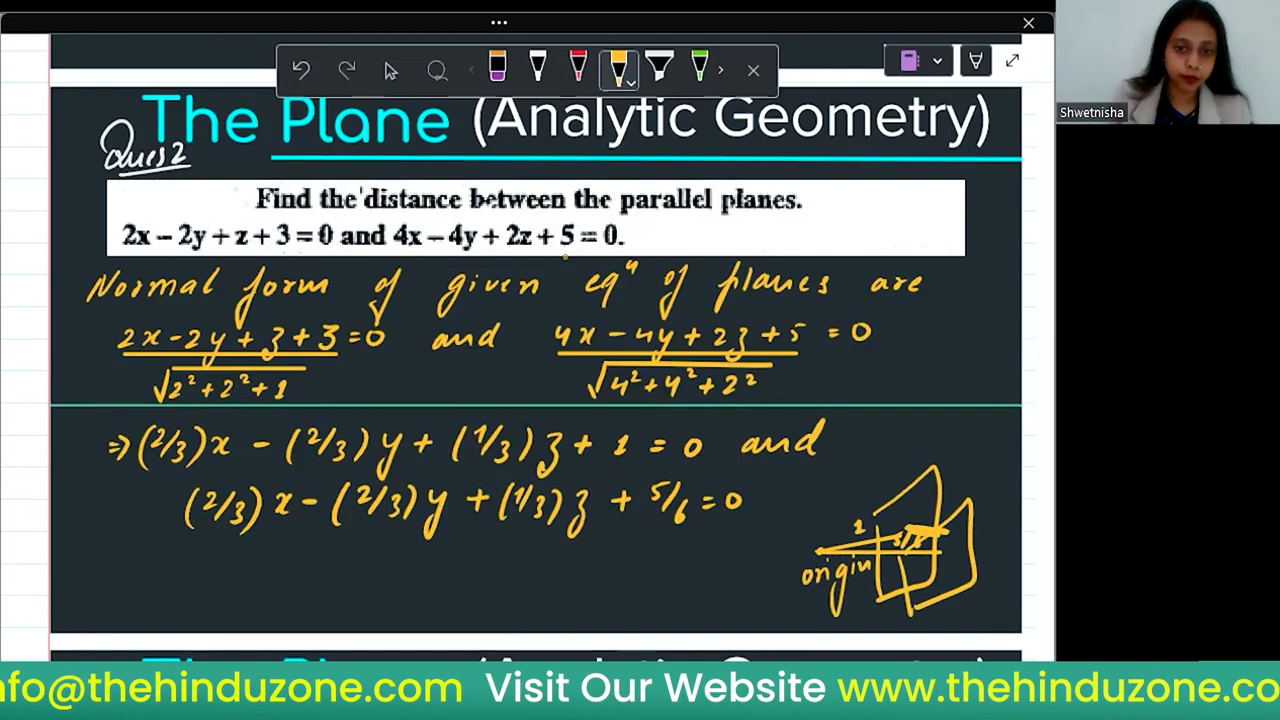 The Plane (Analytic Geometry)
Shwetnisha
Ques2
Find the distance between the parallel planes.
2x – 2y + z + 3 = 0 and 4x – 4y + 2z + 5 = 0.
Normal form of given eqⁿ of planes are
2x - 2y + z + 3 = 0 and 4x - 4y + 2z + 5 = 0
√2² + 2² + 1 √4² + 4² + 2²
⇒ (2/3)x - (2/3)y + (1/3)z + 1 = 0 and
(2/3)x - (2/3)y + (1/3)z + 5/6 = 0
1
origin
nfo@thehinduzone.com Visit Our Website www.thehinduzone.co